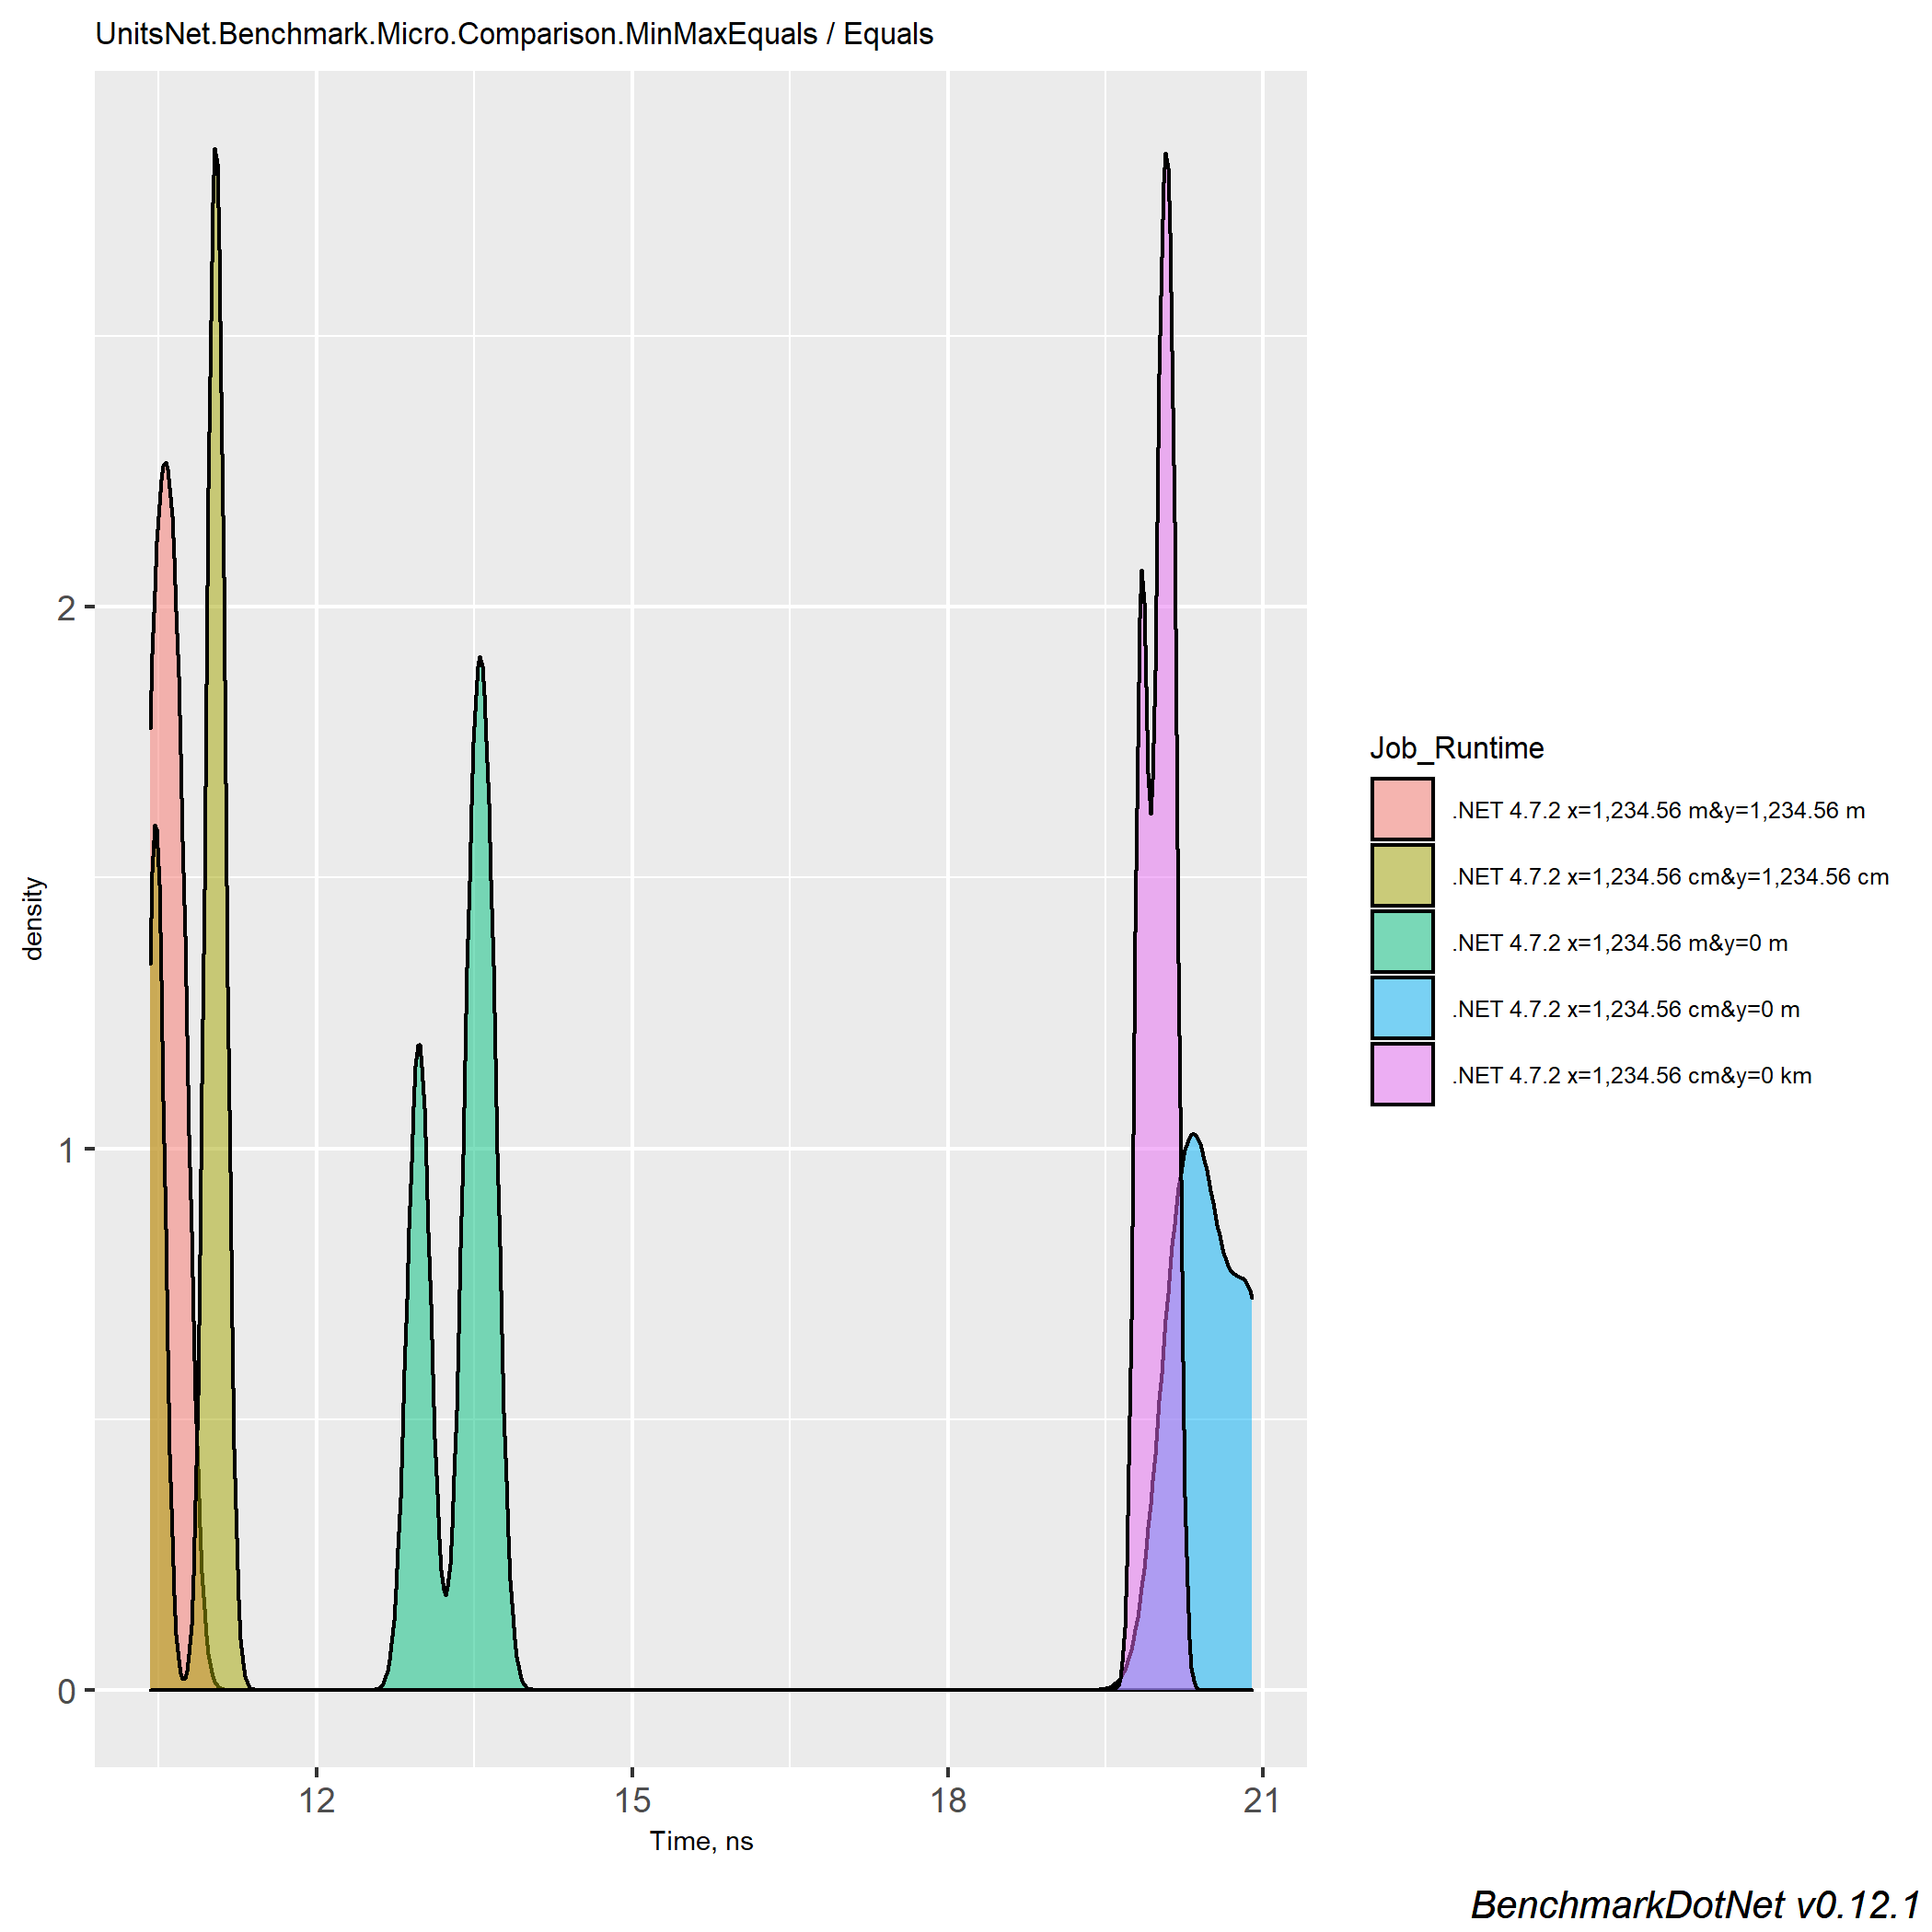 UnitsNet.Benchmark.Micro.Comparison.MinMaxEquals / Equals
2
1
0
density
12 15 18 21
Time, ns
Job_Runtime
.NET 4.7.2 x=1,234.56 m&y=1,234.56 m
.NET 4.7.2 x=1,234.56 cm&y=1,234.56 cm
.NET 4.7.2 x=1,234.56 m&y=0 m
.NET 4.7.2 x=1,234.56 cm&y=0 m
.NET 4.7.2 x=1,234.56 cm&y=0 km
BenchmarkDotNet v0.12.1